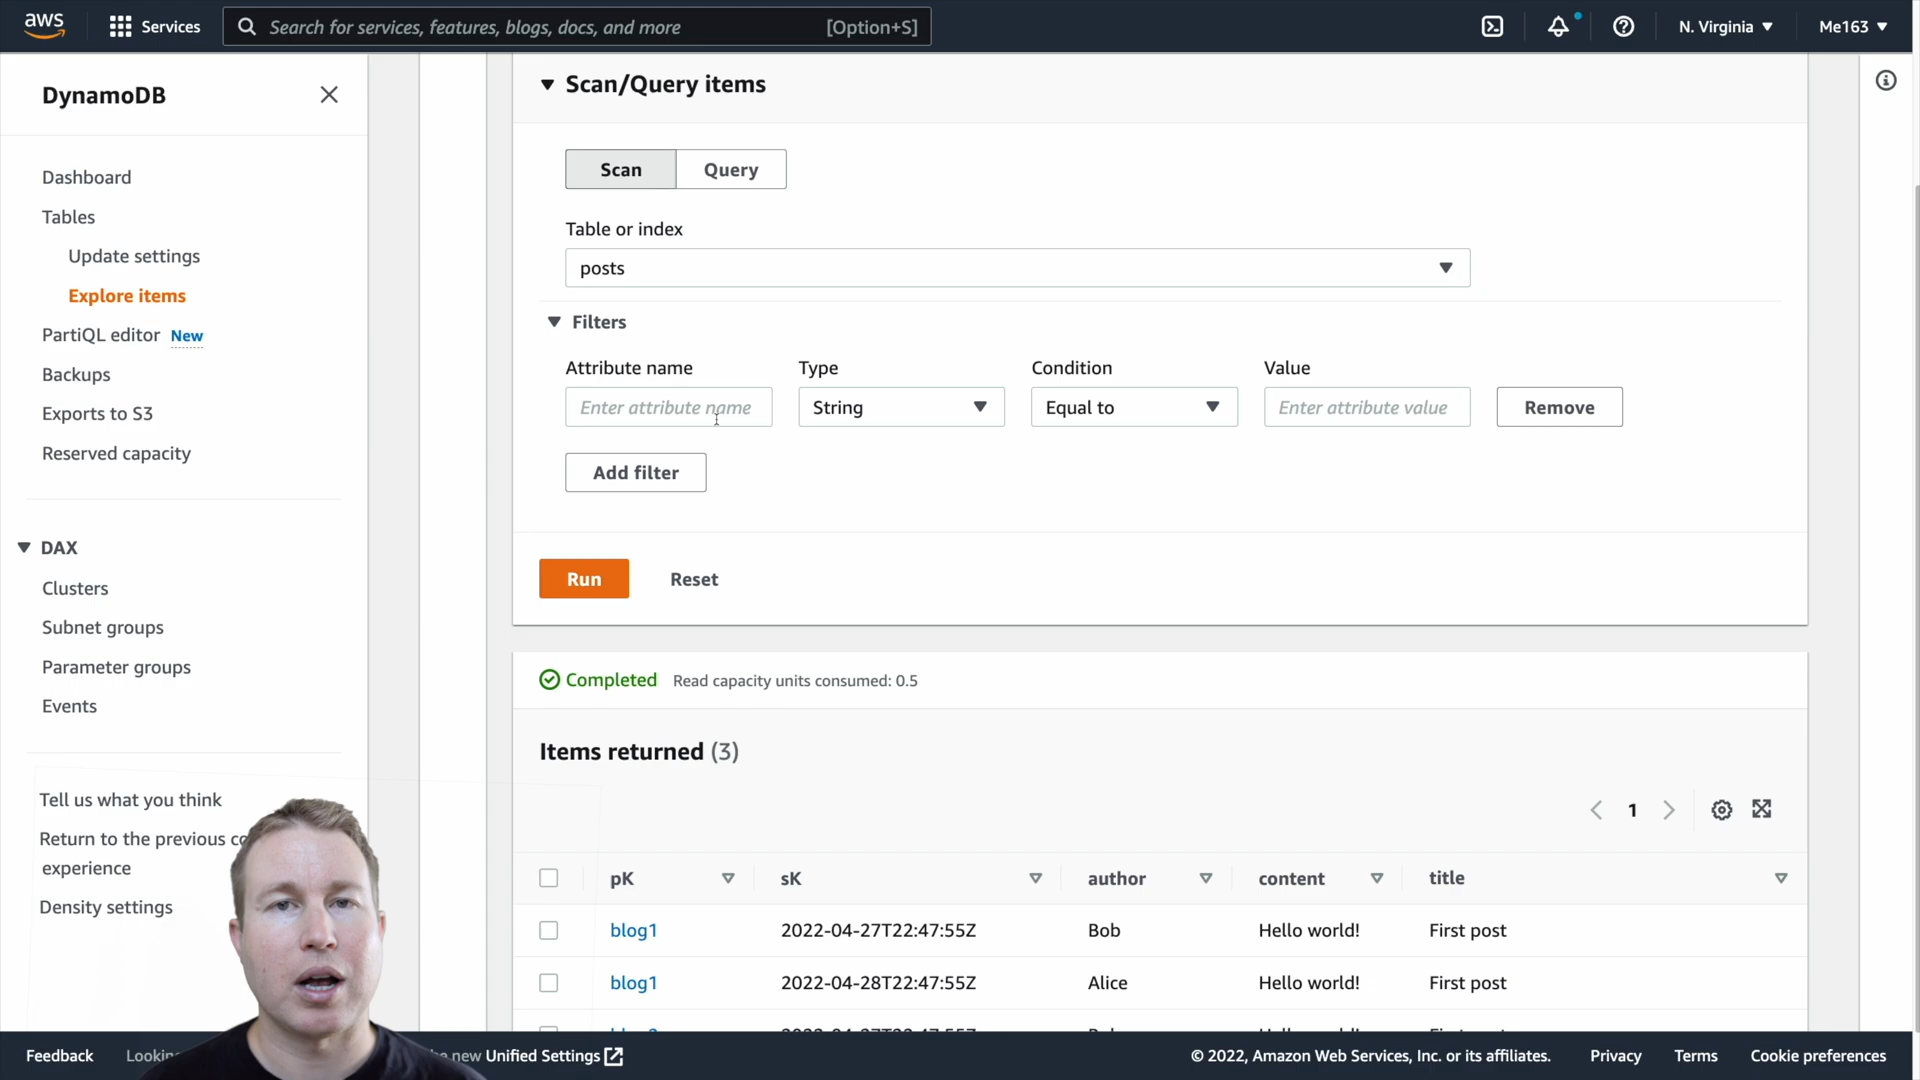 aws
Services
Search for services, features, blogs, docs, and more
[Option+S]
N. Virginia
Me163
DynamoDB
Dashboard
Tables
Update settings
Explore items
PartiQL editor New
Backups
Exports to S3
Reserved capacity
DAX
Clusters
Subnet groups
Parameter groups
Events
Tell us what you think
Return to the previous
experience
Density settings
Scan/Query items
Scan Query
Table or index
posts
Filters
Attribute name Type Condition Value
Enter attribute name String Equal to Enter attribute value Remove
Add filter
Run Reset
Completed Read capacity units consumed: 0.5
Items returned (3)
1
pK sK author content title
blog1 2022-04-27T22:47:55Z Bob Hello world! First post
blog1 2022-04-28T22:47:55Z Alice Hello world! First post
Feedback new Unified Settings © 2022, Amazon Web Services, Inc. or its affiliates. Privacy Terms Cookie preferences